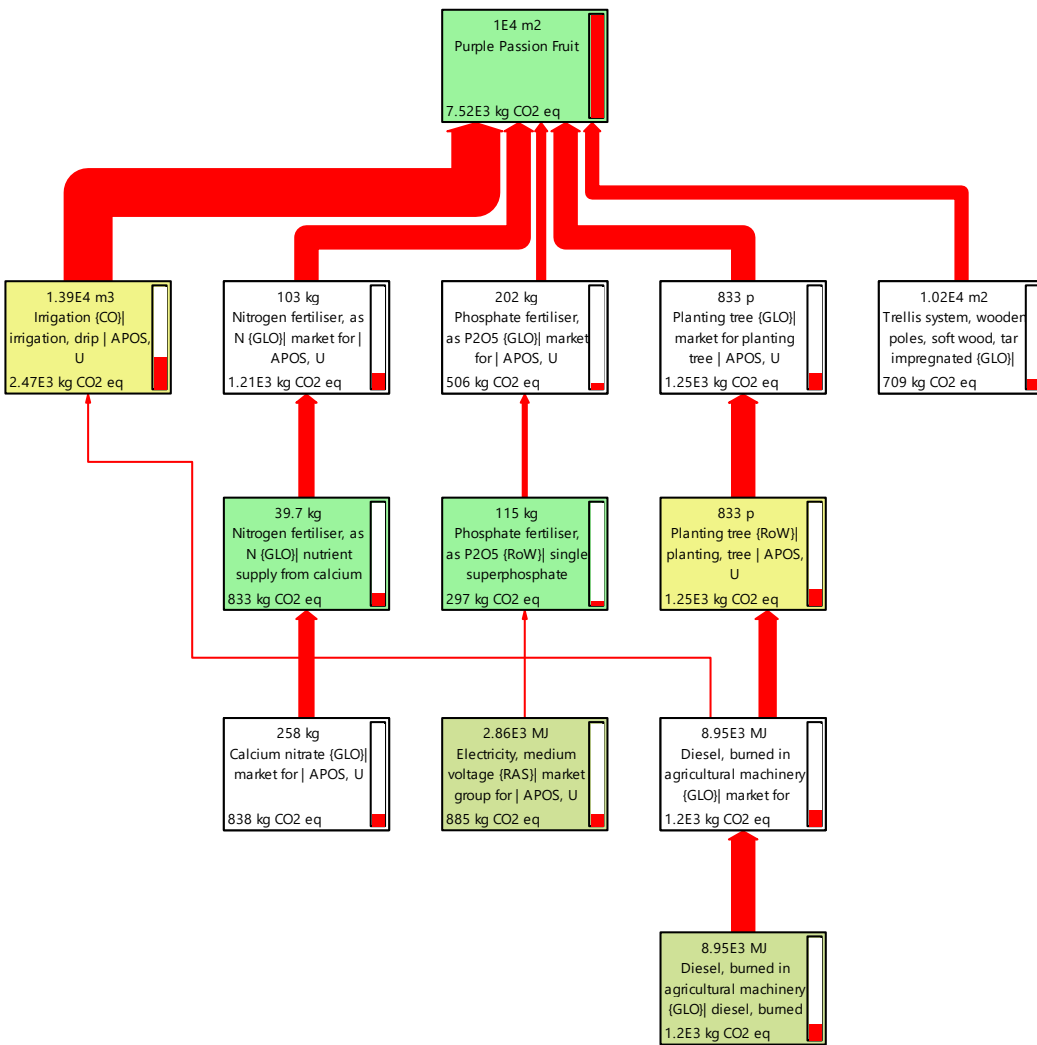 1E4 m2
Purple Passion Fruit
7.52E3 kg CO2 eq
1.39E4 m3
Irrigation {CO}|
irrigation, drip | APOS,
U
2.47E3 kg CO2 eq
103 kg
Nitrogen fertiliser, as
N {GLO}| market for |
APOS, U
1.21E3 kg CO2 eq
202 kg
Phosphate fertiliser,
as P2O5 {GLO}| market
for | APOS, U
506 kg CO2 eq
833 p
Planting tree {GLO}|
market for planting
tree | APOS, U
1.25E3 kg CO2 eq
1.02E4 m2
Trellis system, wooden
poles, soft wood, tar
impregnated {GLO}|
709 kg CO2 eq
39.7 kg
Nitrogen fertiliser, as
N {GLO}| nutrient
supply from calcium
833 kg CO2 eq
115 kg
Phosphate fertiliser,
as P2O5 {RoW}| single
superphosphate
297 kg CO2 eq
833 p
Planting tree {RoW}|
planting, tree | APOS,
U
1.25E3 kg CO2 eq
258 kg
Calcium nitrate {GLO}|
market for | APOS, U
838 kg CO2 eq
2.86E3 MJ
Electricity, medium
voltage {RAS}| market
group for | APOS, U
885 kg CO2 eq
8.95E3 MJ
Diesel, burned in
agricultural machinery
{GLO}| market for
1.2E3 kg CO2 eq
8.95E3 MJ
Diesel, burned in
agricultural machinery
{GLO}| diesel, burned
1.2E3 kg CO2 eq